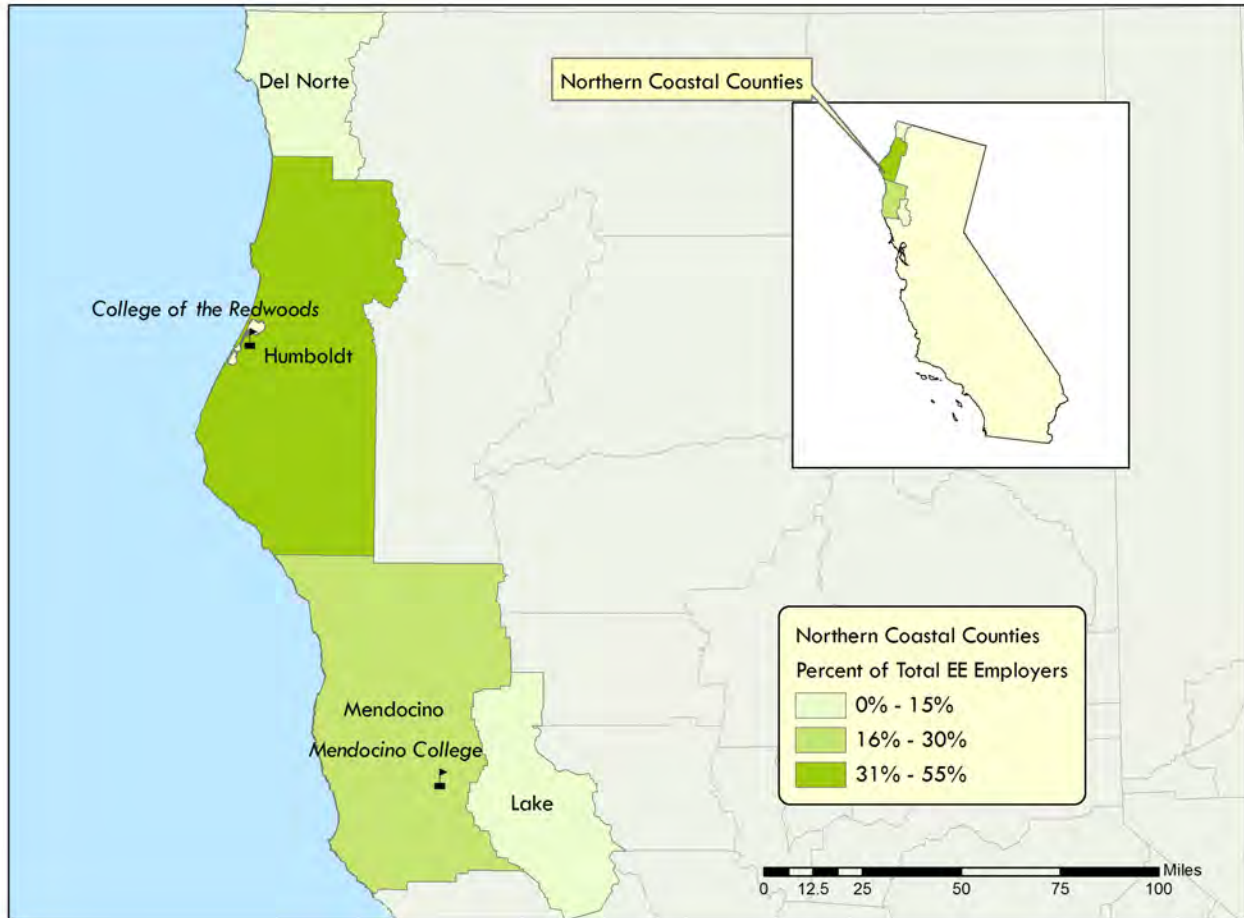 Del Norte
Northern Coastal Counties
College of the Redwoods
Humboldt
Mendocino
Mendocino College
Lake
Northern Coastal Counties
Percent of Total EE Employers
0% - 15%
16% - 30%
31% - 55%
Miles
0 12.5 25 50 75 100